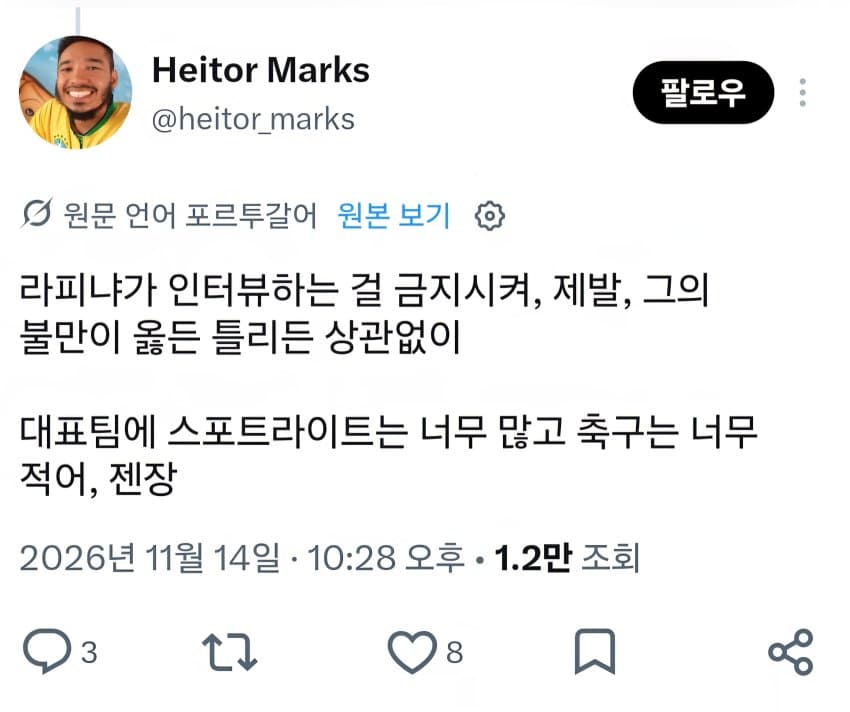 Heitor Marks
팔로우
@heitor_marks
원문 언어 포르투갈어 원본 보기
라피냐가 인터뷰하는 걸 금지시켜, 제발, 그의
불만이 옳든 틀리든 상관없이
대표팀에 스포트라이트는 너무 많고 축구는 너무
적어, 젠장
2026년 11월 14일 · 10:28 오후 · 1.2만 조회
3
8